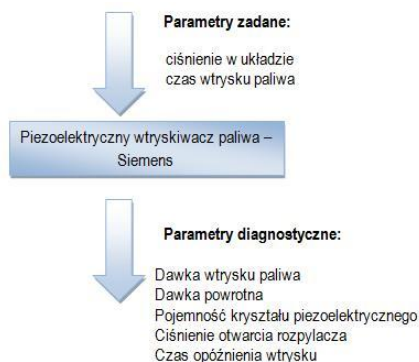 Parametry zadane:
ciśnienie w układzie
czas wtrysku paliwa
Piezoelektryczny wtryskiwacz paliwa –
Siemens
Parametry diagnostyczne:
Dawka wtrysku paliwa
Dawka powrotna
Pojemność kryształu piezoelektrycznego
Ciśnienie otwarcia rozpylacza
Czas opóźnienia wtrysku